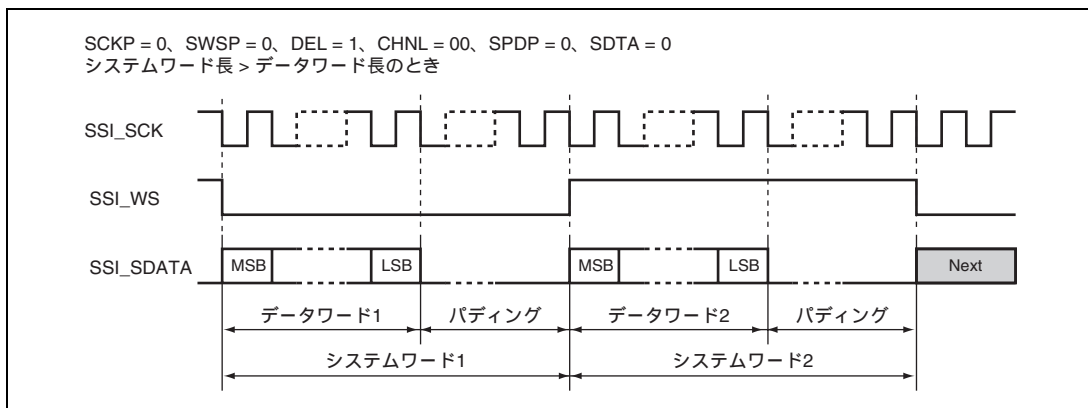 SCKP = 0、SWSP = 0、DEL = 1、CHNL = 00、SPDP = 0、SDTA = 0
システムワード長 > データワード長のとき
SSI_SCK
SSI_WS
SSI_SDATA
MSB
LSB
MSB
LSB
Next
データワード1
パディング
データワード2
パディング
システムワード1
システムワード2